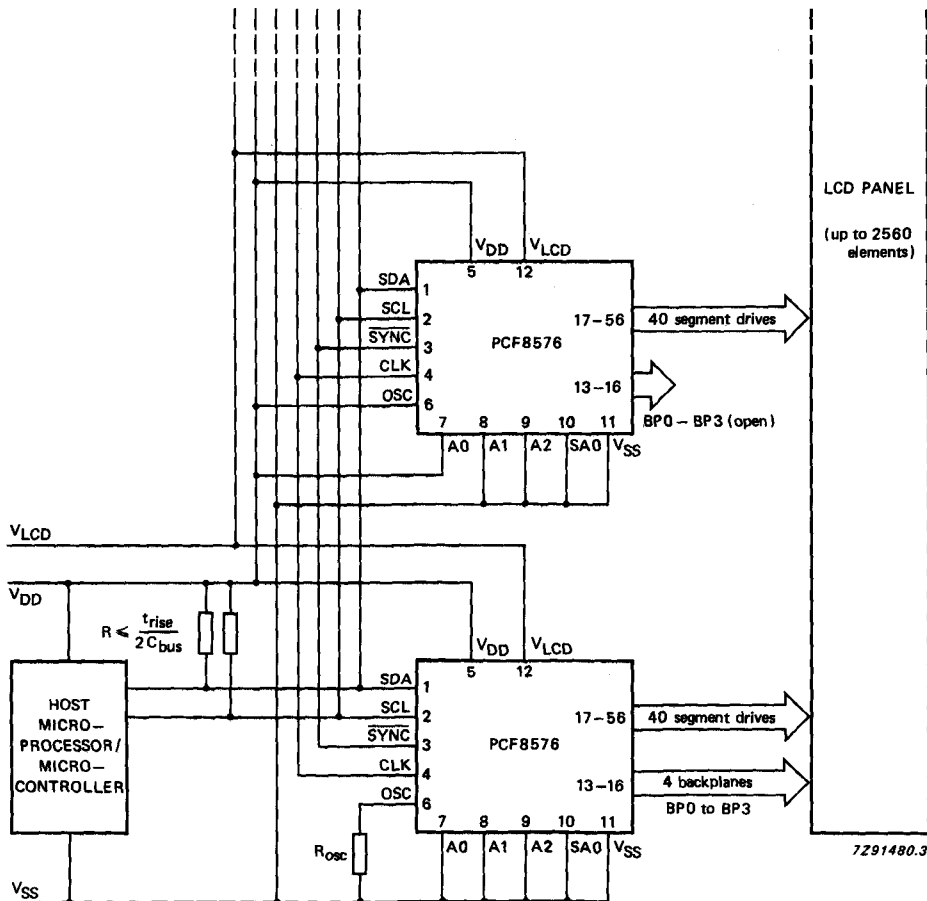 LCD PANEL
(up to 2560
elements)
VDD
VLCD
5
12
SDA
1
SCL
2
SYNC
3
CLK
4
OSC
6
PCF8576
17–56
40 segment drives
13–16
BP0 – BP3 (open)
7
8
9
10
11
A0
A1
A2
SA0
VSS
VLCD
VDD
R ≤ trise
2Cbus
VDD
VLCD
5
12
HOST
MICRO–
PROCESSOR/
MICRO–
CONTROLLER
SDA
1
SCL
2
SYNC
3
CLK
4
OSC
6
PCF8576
17–56
40 segment drives
13–16
4 backplanes
BP0 to BP3
7
8
9
10
11
A0
A1
A2
SA0
VSS
Rosc
VSS
7Z91480.3